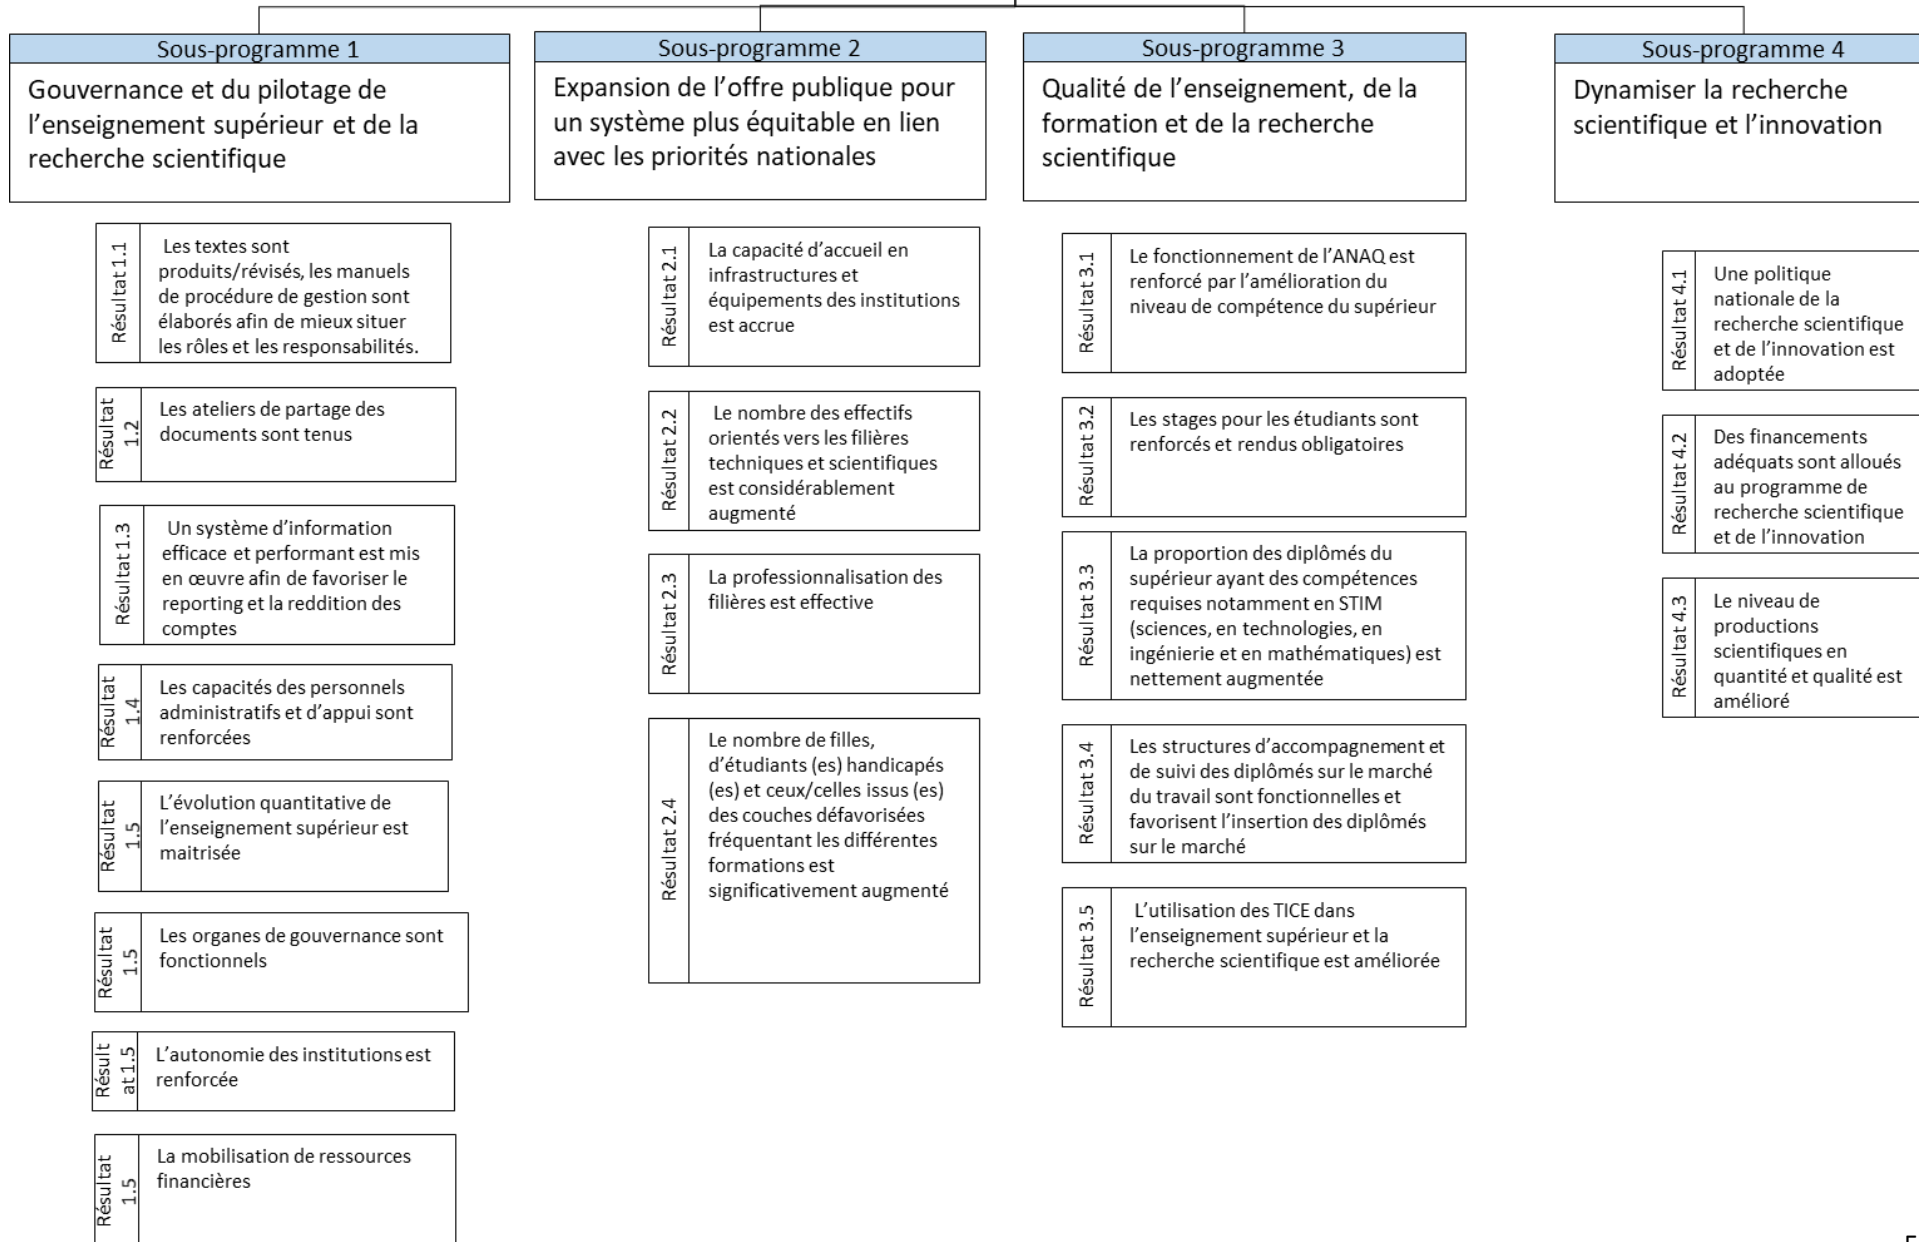 Sous-programme 1
Gouvernance et du pilotage de
l'enseignement supérieur et de la
recherche scientifique
Résultat 1.1
Les textes sont
produits/révisés, les manuels
de procédure de gestion sont
élaborés afin de mieux situer
les rôles et les responsabilités.
Résultat
1.2
Les ateliers de partage des
documents sont tenus
Résultat 1.3
Un système d'information
efficace et performant est mis
en œuvre afin de favoriser le
reporting et la reddition des
comptes
Résultat
1.4
Les capacités des personnels
administratifs et d'appui sont
renforcées
Résultat
1.5
L'évolution quantitative de
l'enseignement supérieur est
maitrisée
Résultat
1.5
Les organes de gouvernance sont
fonctionnels
Résult
at 1.5
L'autonomie des institutions est
renforcée
Résultat
1.5
La mobilisation de ressources
financières
Sous-programme 2
Expansion de l'offre publique pour
un système plus équitable en lien
avec les priorités nationales
Résultat 2.1
La capacité d'accueil en
infrastructures et
équipements des institutions
est accrue
Résultat 2.2
Le nombre des effectifs
orientés vers les filières
techniques et scientifiques
est considérablement
augmenté
Résultat 2.3
La professionnalisation des
filières est effective
Résultat 2.4
Le nombre de filles,
d'étudiants (es) handicapés
(es) et ceux/celles issus (es)
des couches défavorisées
fréquentant les différentes
formations est
significativement augmenté
Sous-programme 3
Qualité de l'enseignement, de la
formation et de la recherche
scientifique
Résultat 3.1
Le fonctionnement de l'ANAQ est
renforcé par l'amélioration du
niveau de compétence du supérieur
Résultat 3.2
Les stages pour les étudiants sont
renforcés et rendus obligatoires
Résultat 3.3
La proportion des diplômés du
supérieur ayant des compétences
requises notamment en STIM
(sciences, en technologies, en
ingénierie et en mathématiques) est
nettement augmentée
Résultat 3.4
Les structures d'accompagnement et
de suivi des diplômés sur le marché
du travail sont fonctionnelles et
favorisent l'insertion des diplômés
sur le marché
Résultat 3.5
L'utilisation des TICE dans
l'enseignement supérieur et la
recherche scientifique est améliorée
Sous-programme 4
Dynamiser la recherche
scientifique et l'innovation
Résultat 4.1
Une politique
nationale de la
recherche scientifique
et de l'innovation est
adoptée
Résultat 4.2
Des financements
adéquats sont alloués
au programme de
recherche scientifique
et de l'innovation
Résultat 4.3
Le niveau de
productions
scientifiques en
quantité et qualité est
amélioré